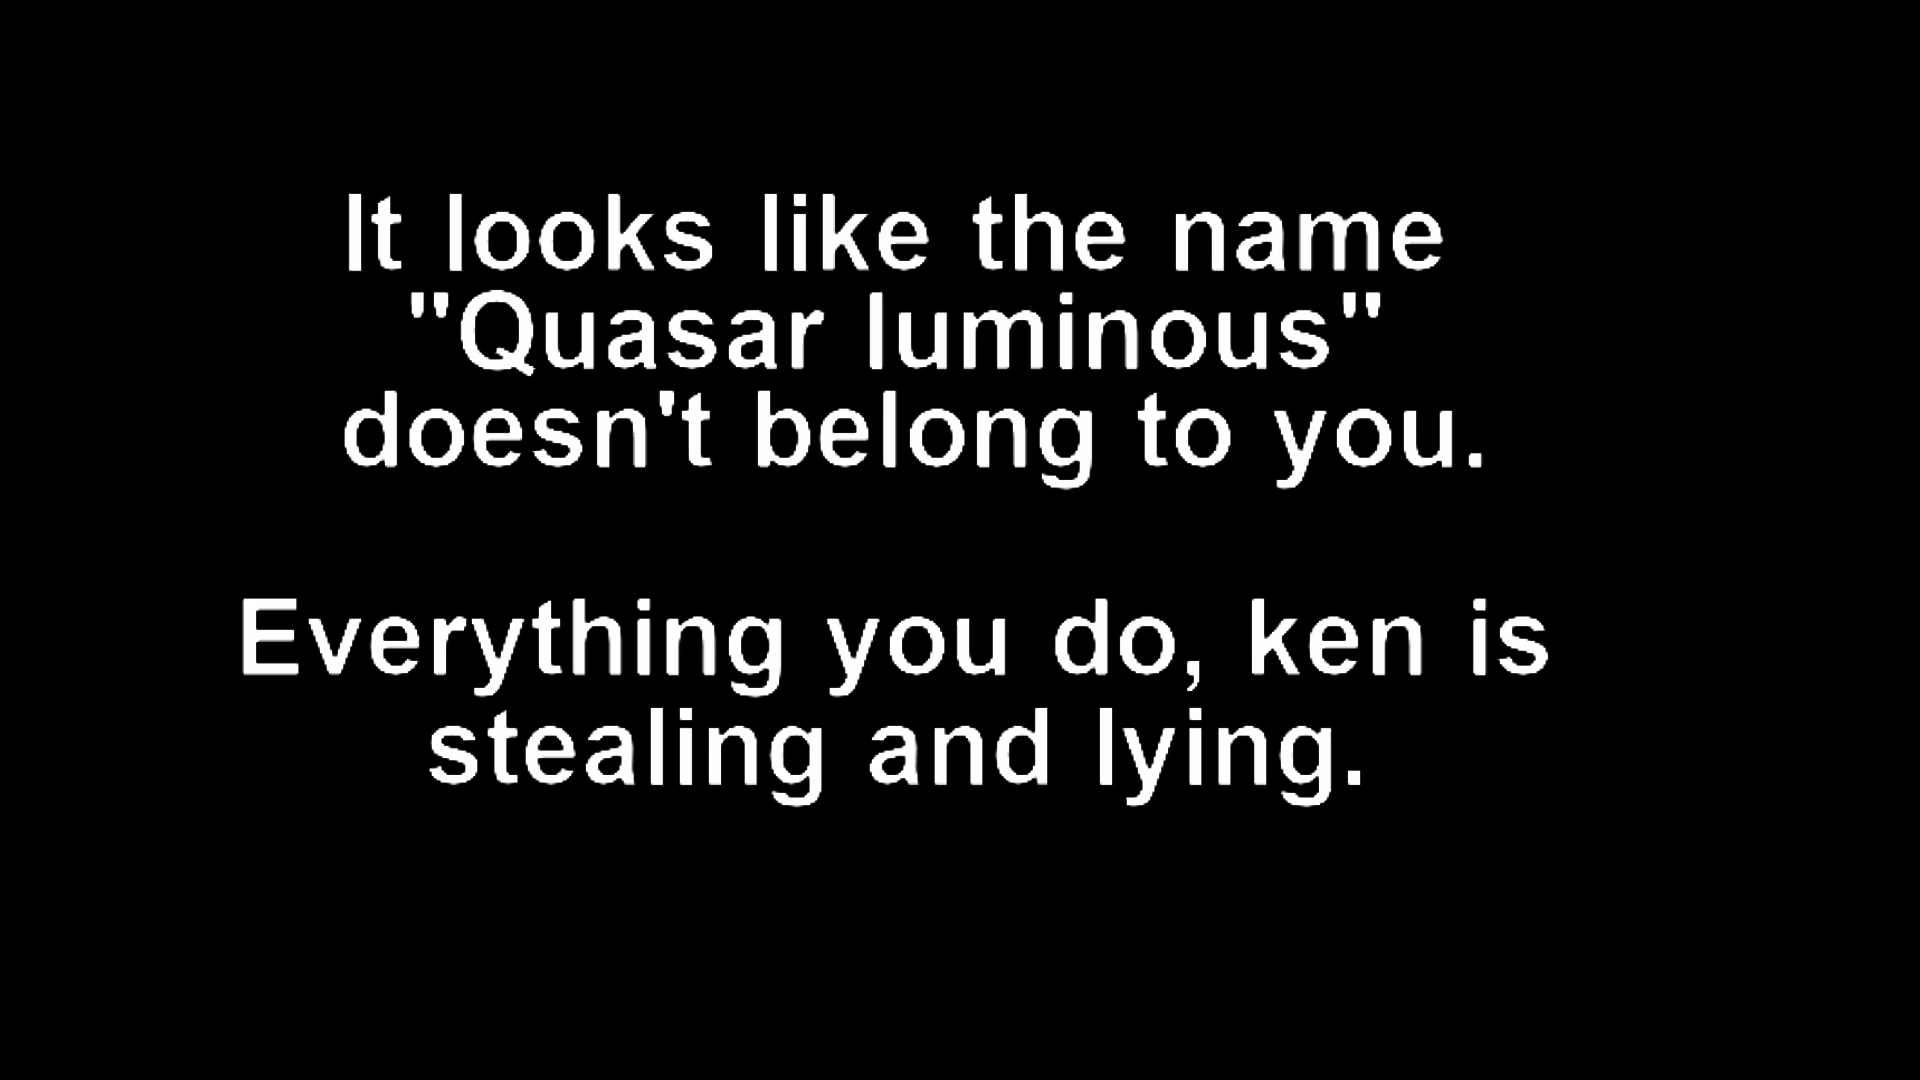 It looks like the name
"Quasar luminous"
doesn't belong to you.
Everything you do, ken is
stealing and lying.